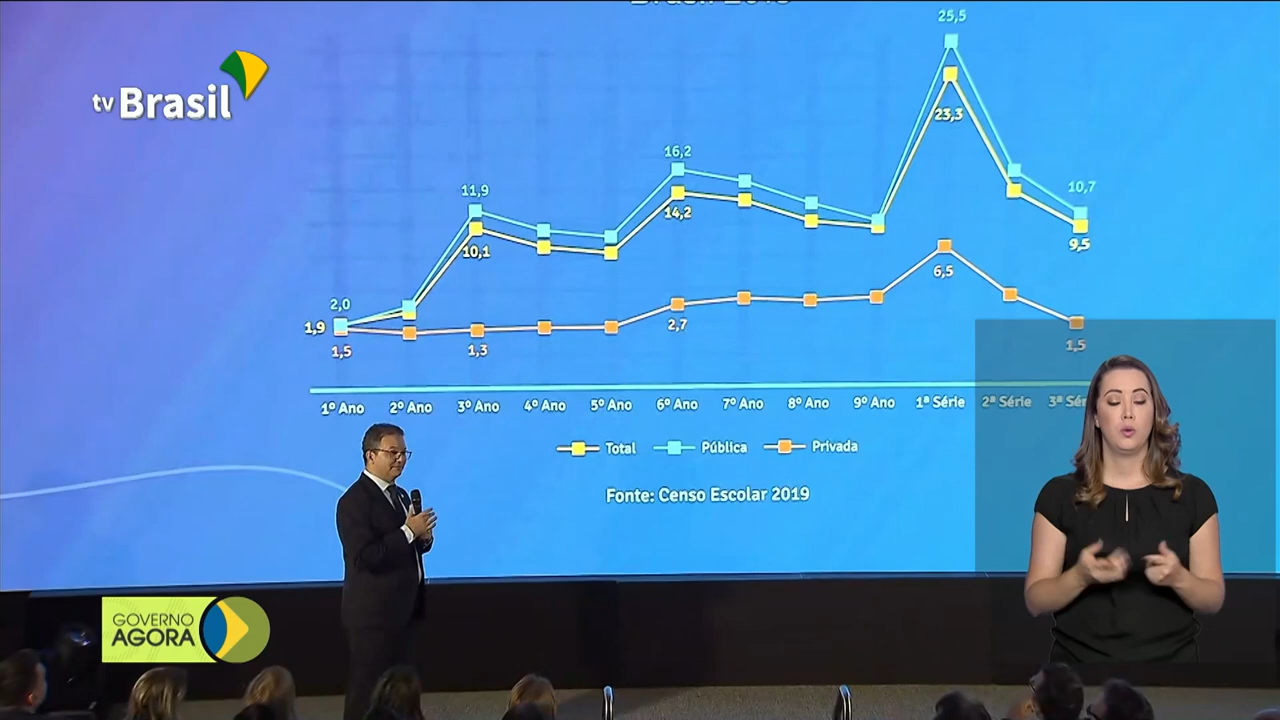 tv Brasil
25,5
23,3
16,2
14,2
11,9
10,1
10,7
9,5
2,0
1,9
1,5
1,3
2,7
6,5
1,5
1º Ano 2º Ano 3º Ano 4º Ano 5º Ano 6º Ano 7º Ano 8º Ano 9º Ano 1ª Série 2ª Série 3ª
Total Pública Privada
Fonte: Censo Escolar 2019
GOVERNO
AGORA